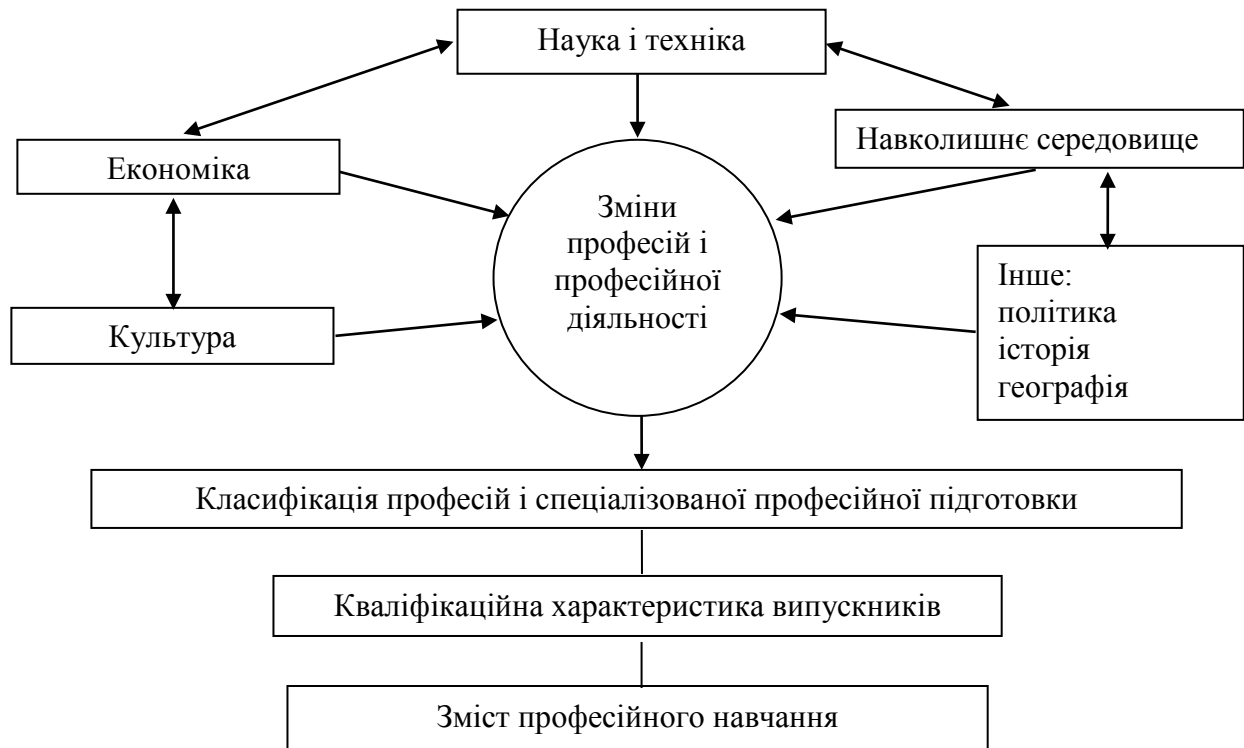 Наука і техніка
Економіка
Навколишнє середовище
Зміни
професій і
професійної
діяльності
Культура
Інше:
політика
історія
географія
Класифікація професій і спеціалізованої професійної підготовки
Кваліфікаційна характеристика випускників
Зміст професійного навчання